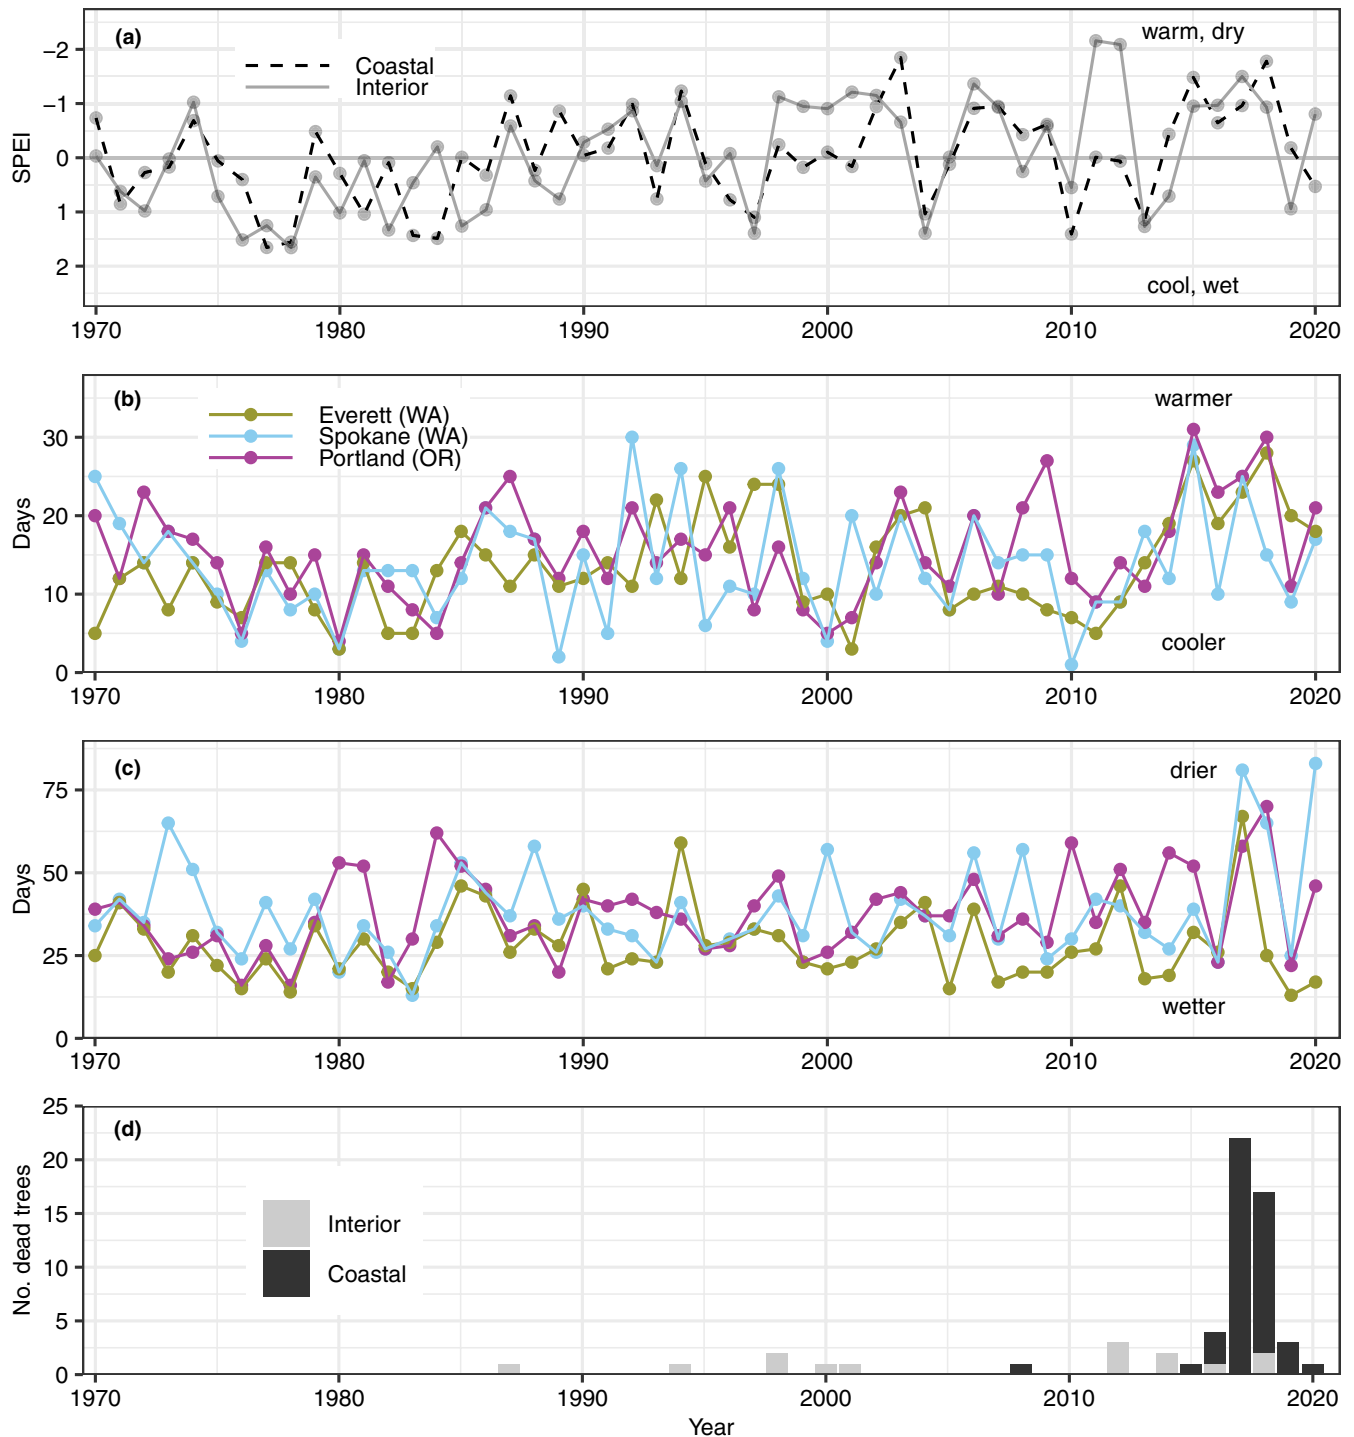 (a)
warm, dry
Coastal
Interior
SPEI
−2
−1
0
1
2
cool, wet
1970 1980 1990 2000 2010 2020
(b)
warmer
Everett (WA)
Spokane (WA)
Portland (OR)
Days
30
20
10
0
cooler
1970 1980 1990 2000 2010 2020
(c)
drier
Days
75
50
25
0
wetter
1970 1980 1990 2000 2010 2020
(d)
No. dead trees
25
20
15
10
5
0
Interior
Coastal
1970 1980 1990 2000 2010 2020
Year